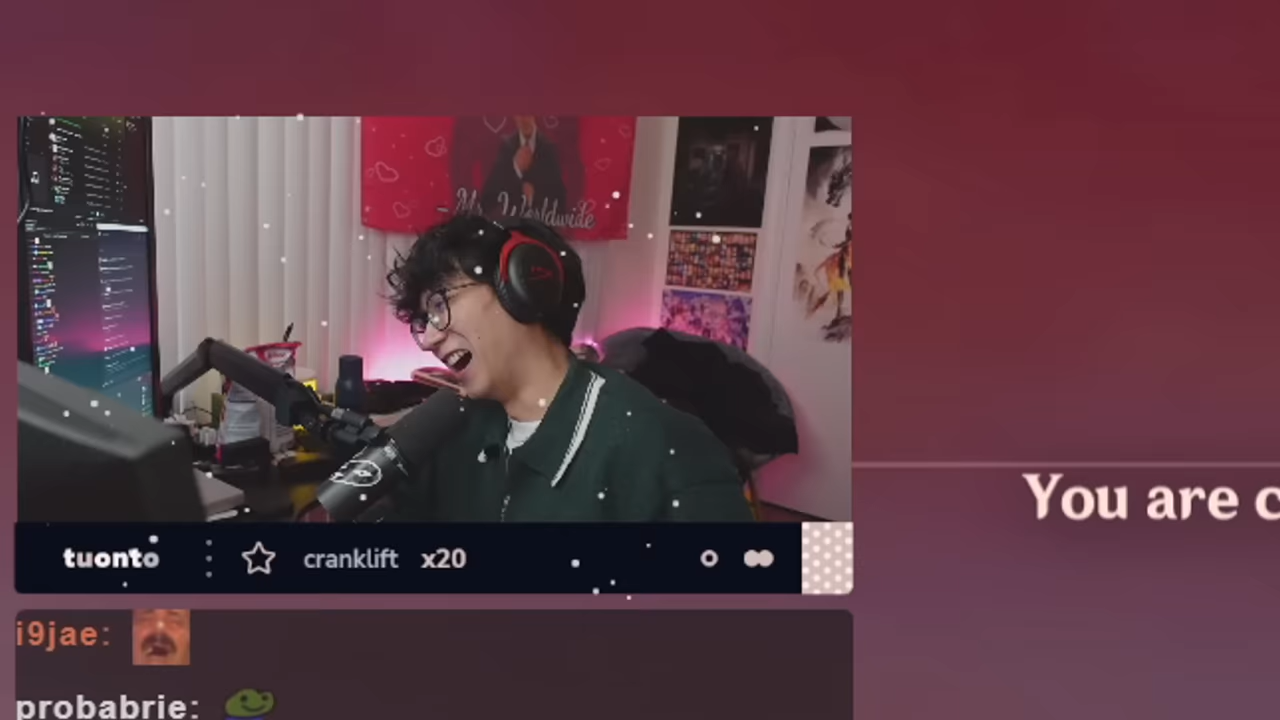 Mr. Worldwide
You are c
tuonto
cranklift x20
i9jae:
probabrie: